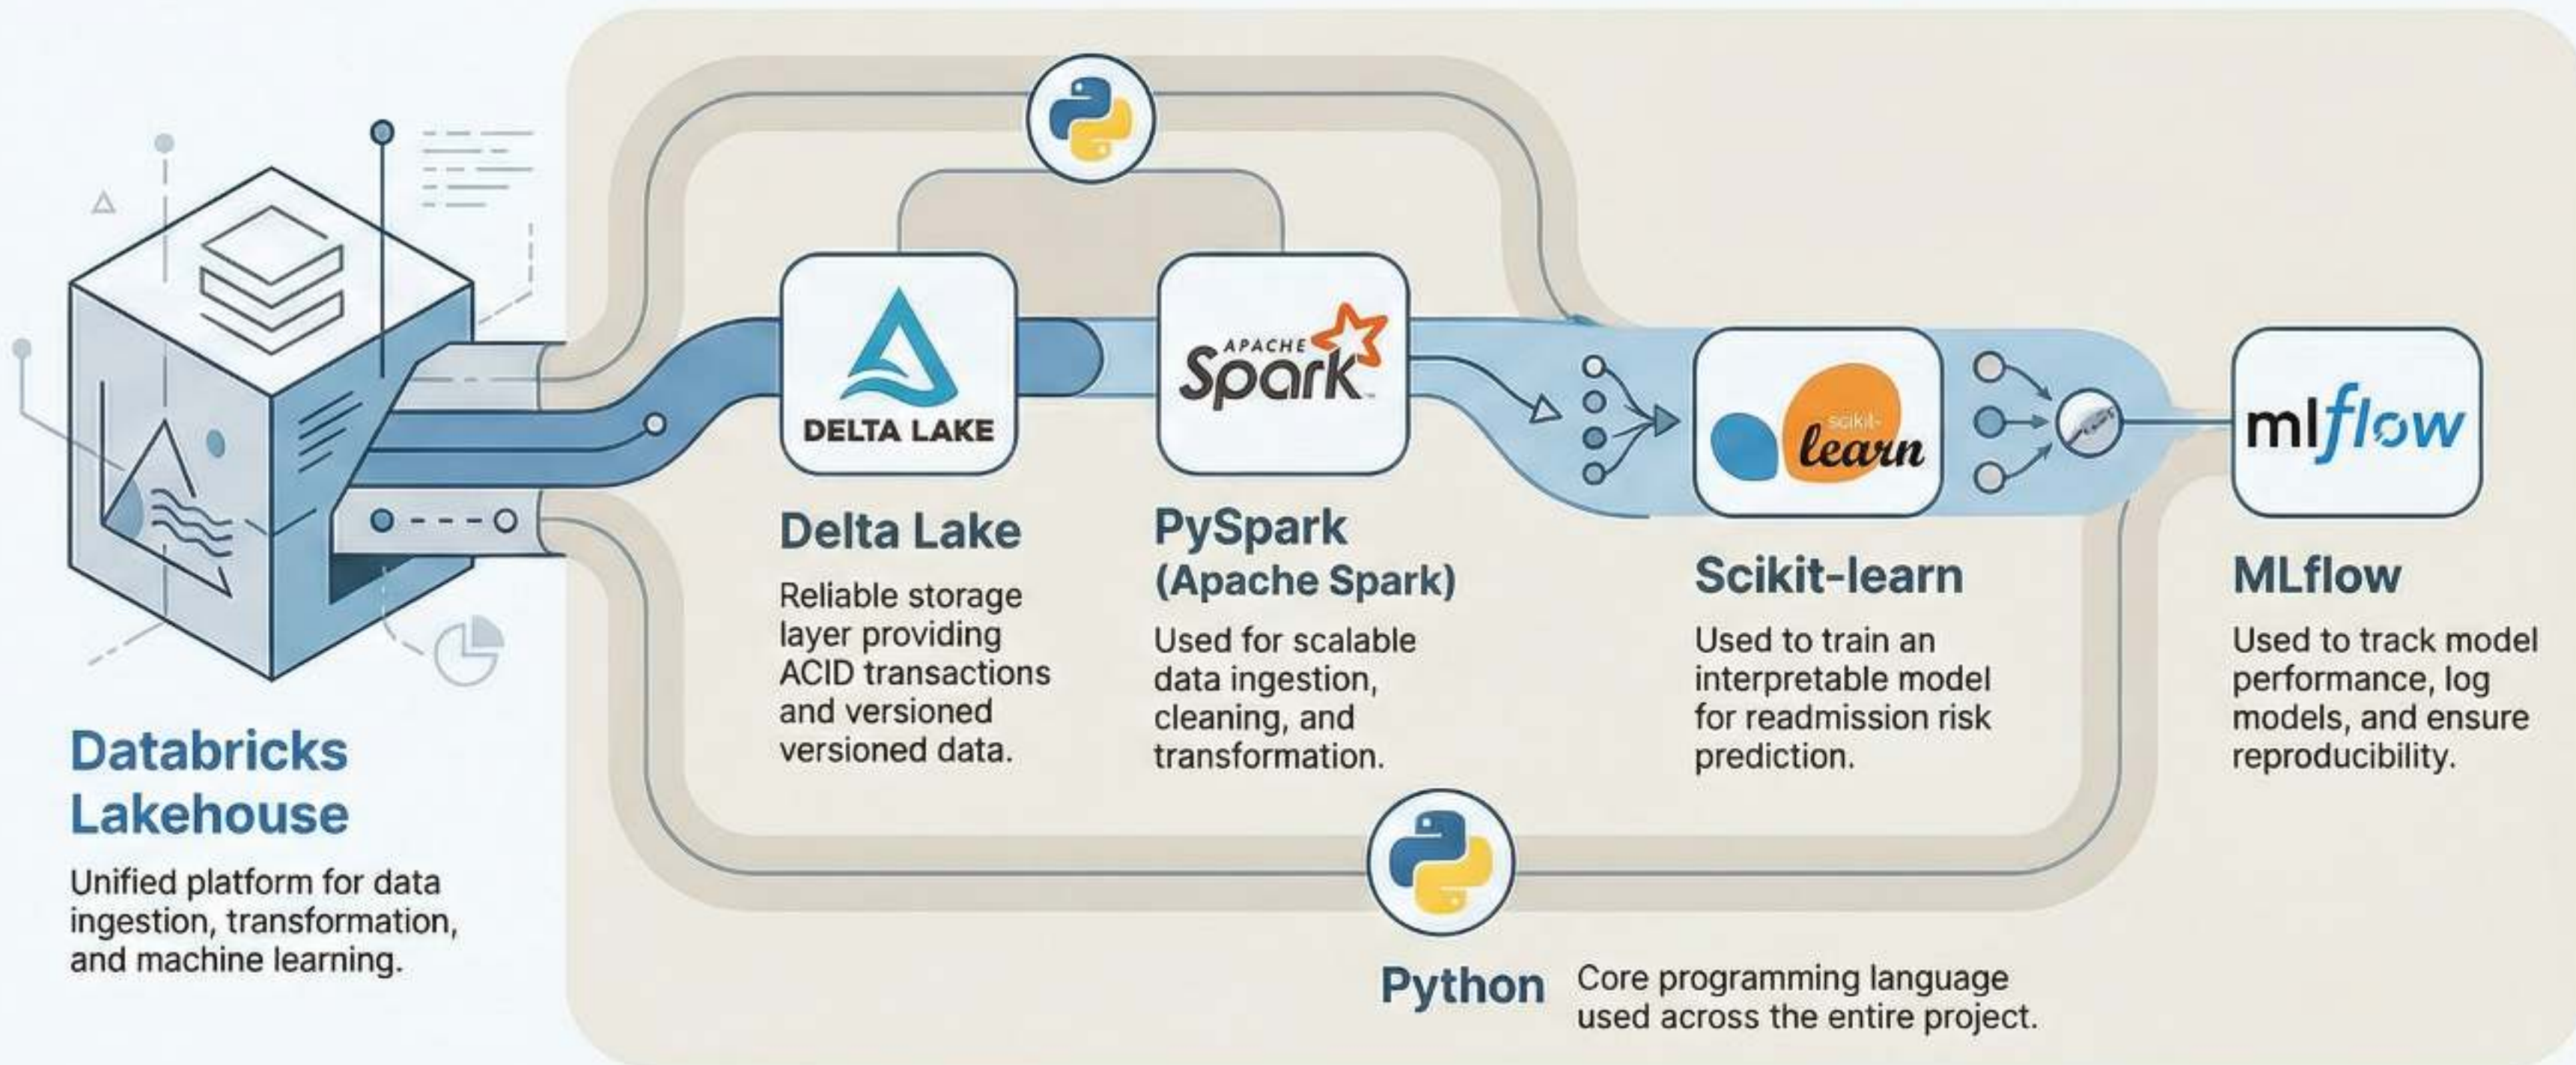 DELTA LAKE
APACHE
Spark
scikit-
learn
mlflow
Delta Lake
Reliable storage
layer providing
ACID transactions
and versioned
versioned data.
PySpark
(Apache Spark)
Used for scalable
data ingestion,
cleaning, and
transformation.
Scikit-learn
Used to train an
interpretable model
for readmission risk
prediction.
MLflow
Used to track model
performance, log
models, and ensure
reproducibility.
Databricks
Lakehouse
Unified platform for data
ingestion, transformation,
and machine learning.
Python
Core programming language
used across the entire project.